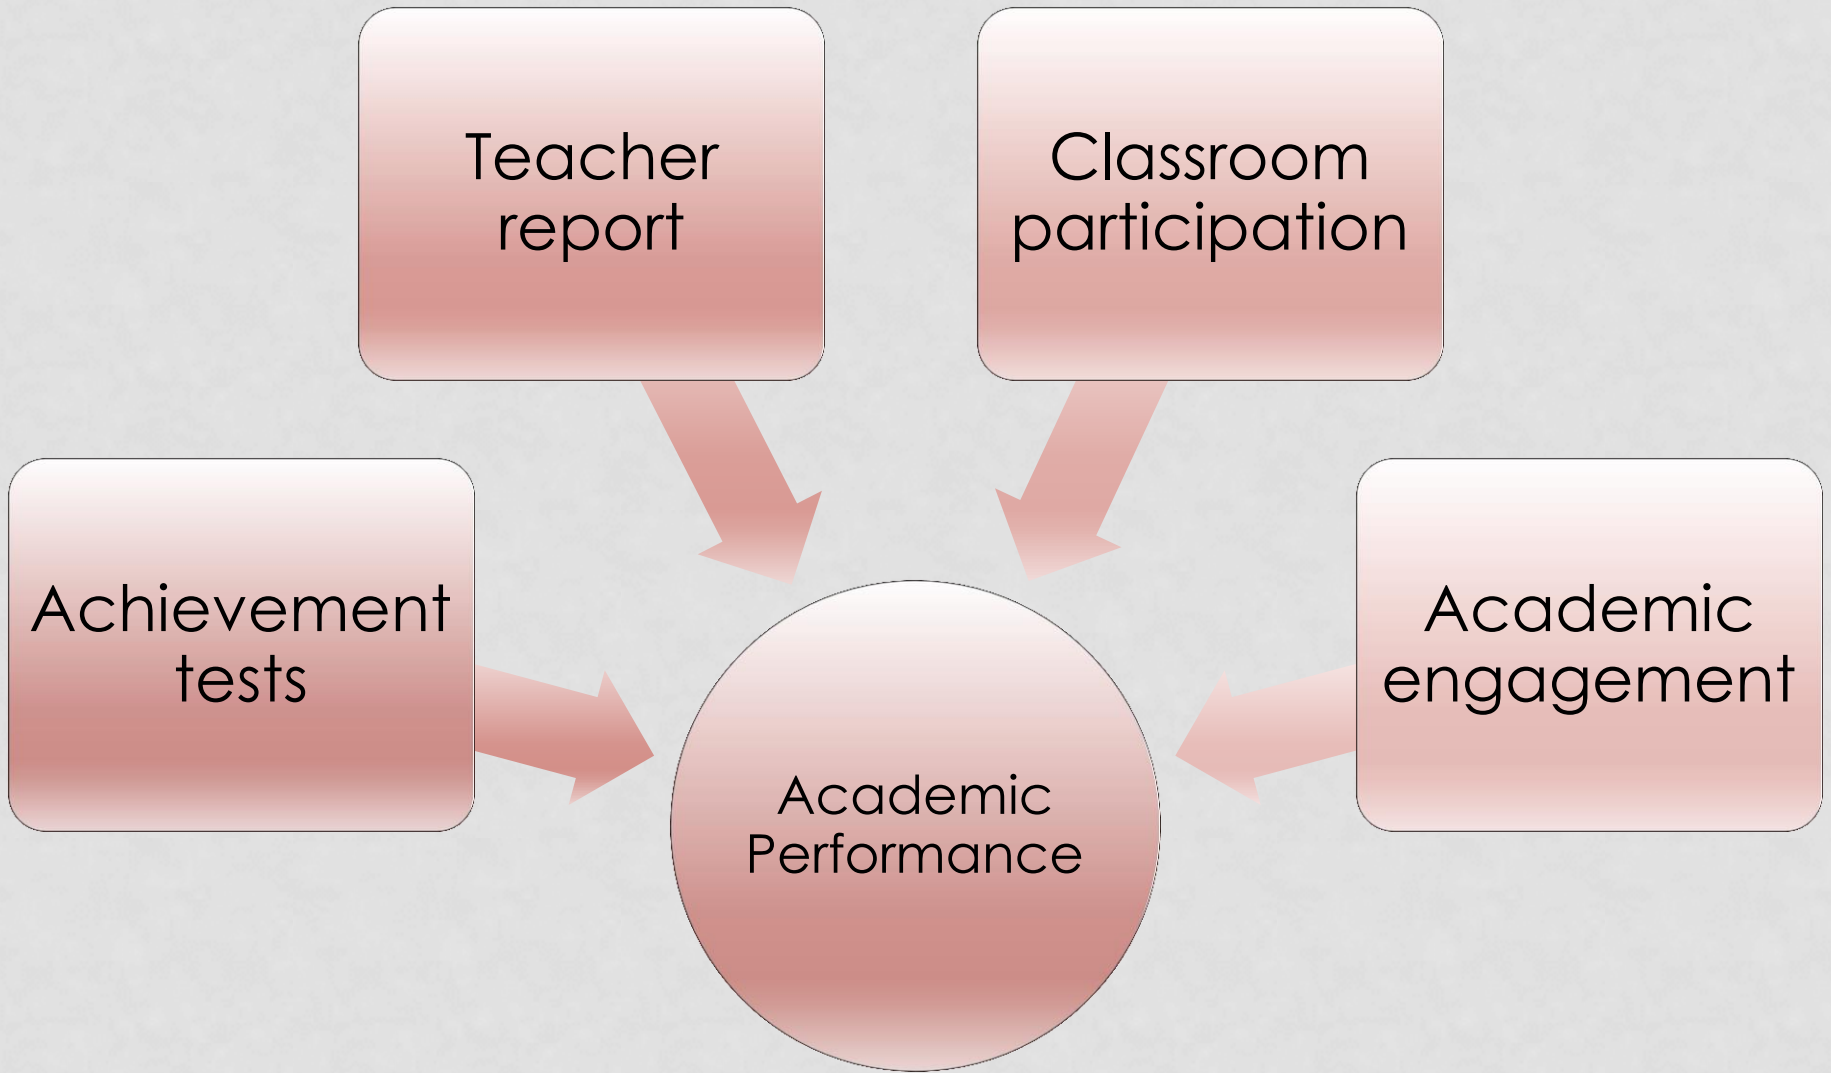 Teacher
report
Classroom
participation
Achievement
tests
Academic
engagement
Academic
Performance